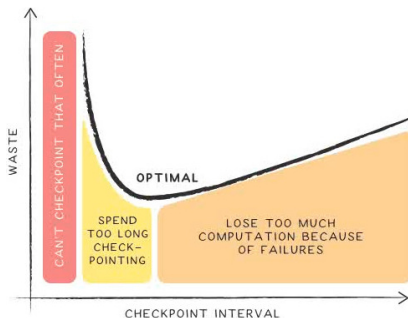 WASTE
CAN'T CHECKPOINT THAT OFTEN
OPTIMAL
SPEND
TOO LONG
CHECK-
POINTING
LOSE TOO MUCH
COMPUTATION BECAUSE
OF FAILURES
CHECKPOINT INTERVAL